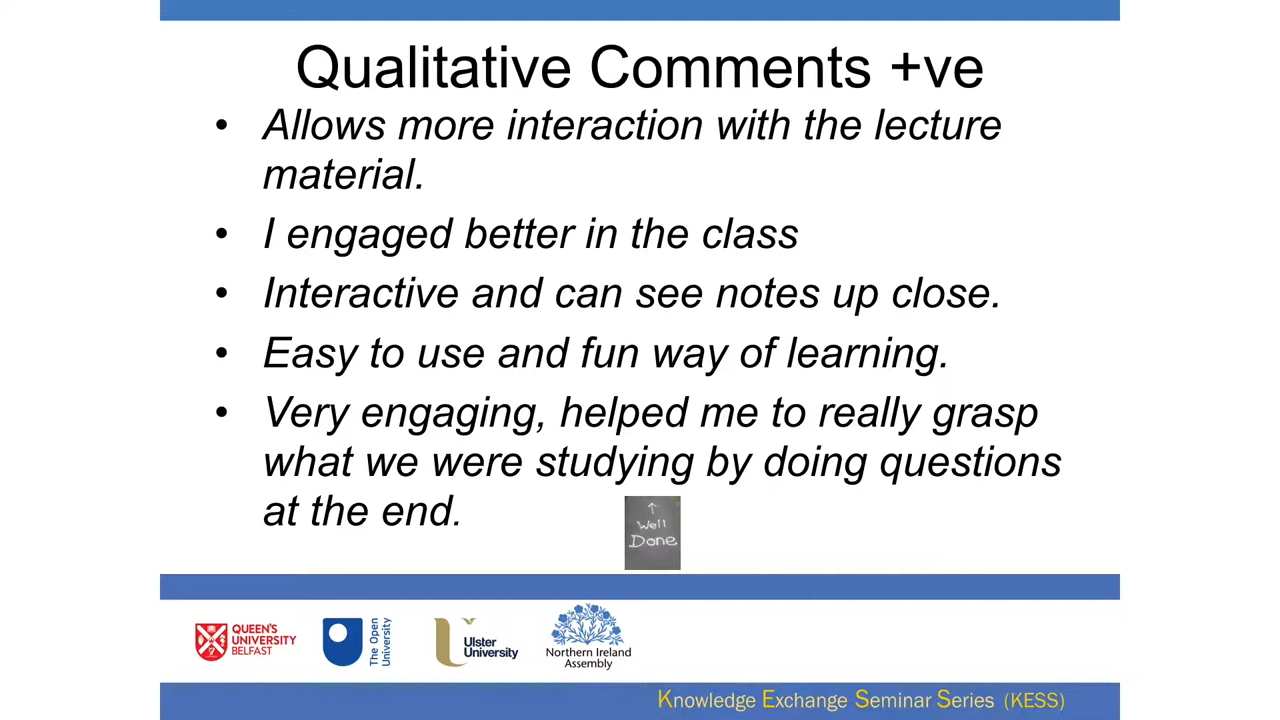 Qualitative Comments +ve
• Allows more interaction with the lecture
material.
• I engaged better in the class
• Interactive and can see notes up close.
• Easy to use and fun way of learning.
• Very engaging, helped me to really grasp
what we were studying by doing questions
at the end.
↑
Well
Done
QUEEN'S
UNIVERSITY
BELFAST
The Open
University
Ulster
University
Northern Ireland
Assembly
Knowledge Exchange Seminar Series (KESS)